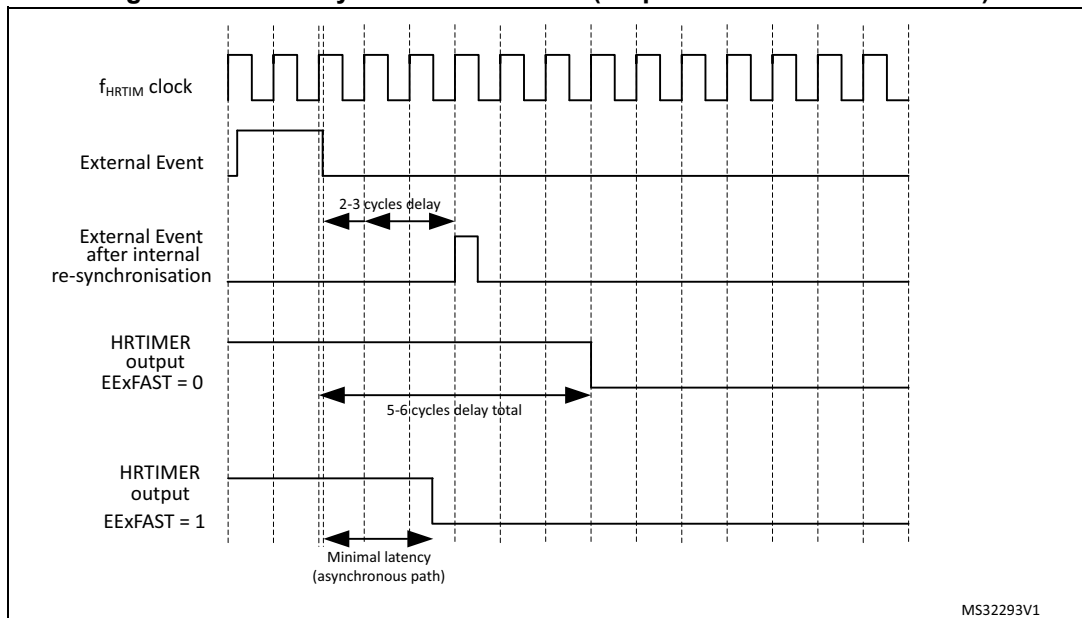 f_HRTIM clock
External Event
2-3 cycles delay
External Event
after internal
re-synchronisation
HRTIMER
output
EExFAST = 0
5-6 cycles delay total
HRTIMER
output
EExFAST = 1
Minimal latency
(asynchronous path)
MS32293V1